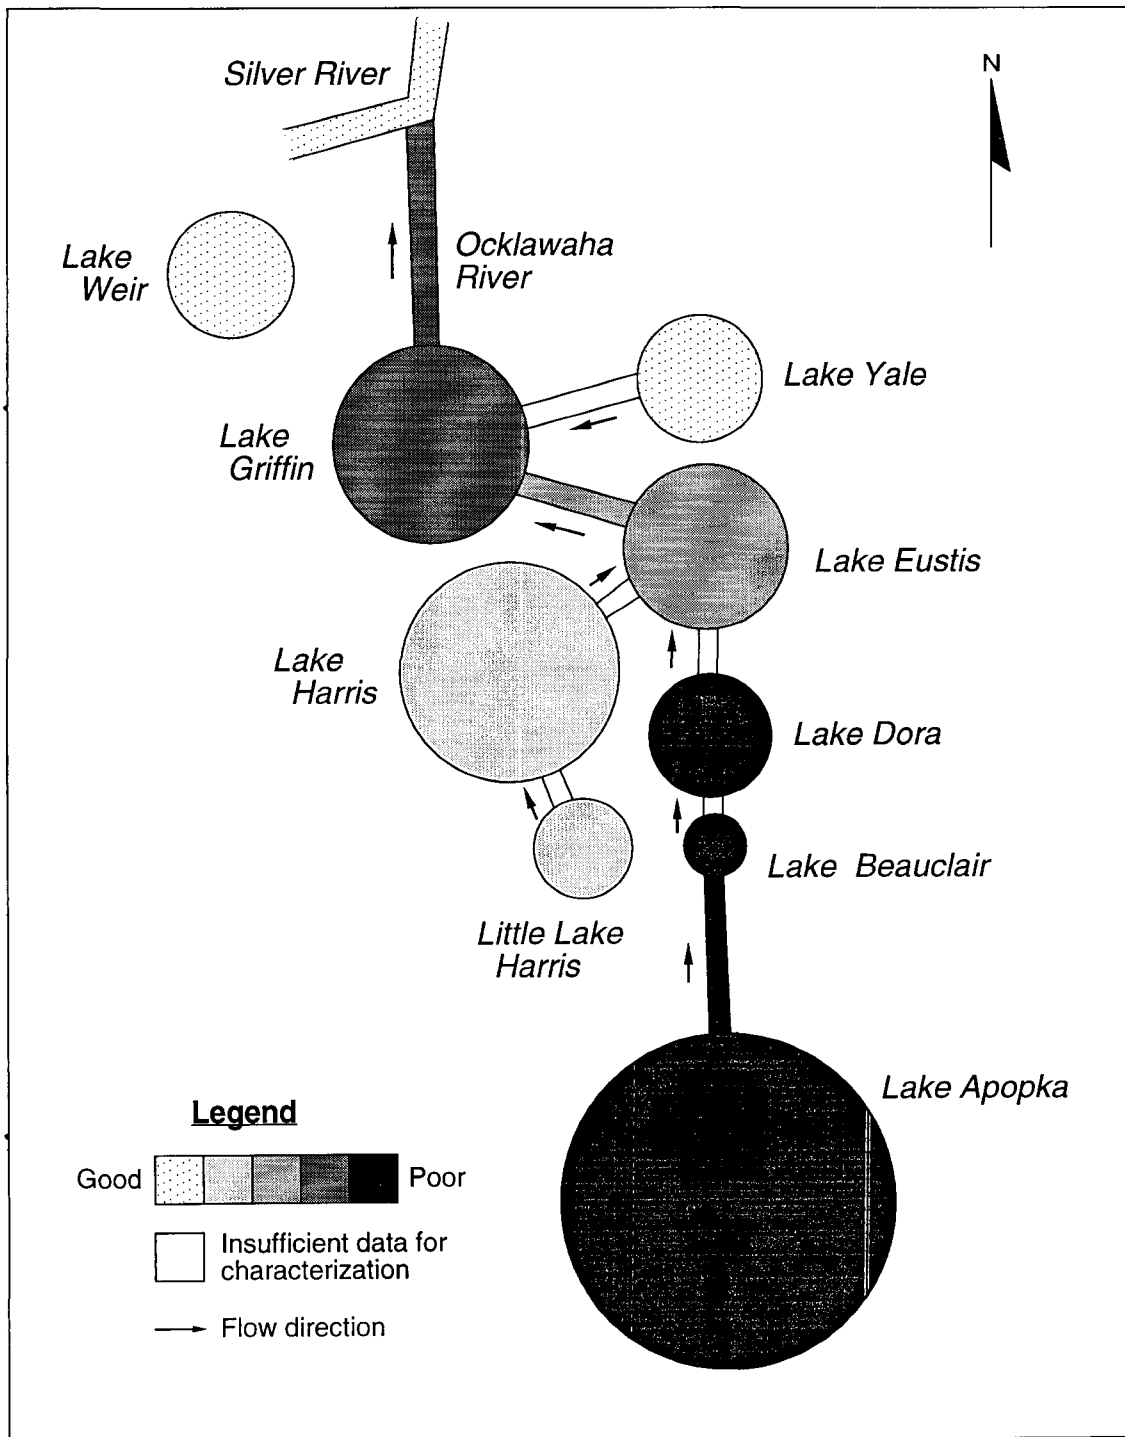 Silver River
N
Ocklawaha
River
Lake
Weir
Lake Yale
Lake
Griffin
Lake Eustis
Lake
Harris
Lake Dora
Lake Beauclair
Little Lake
Harris
Lake Apopka
Legend
Good
Poor
Insufficient data for
characterization
Flow direction